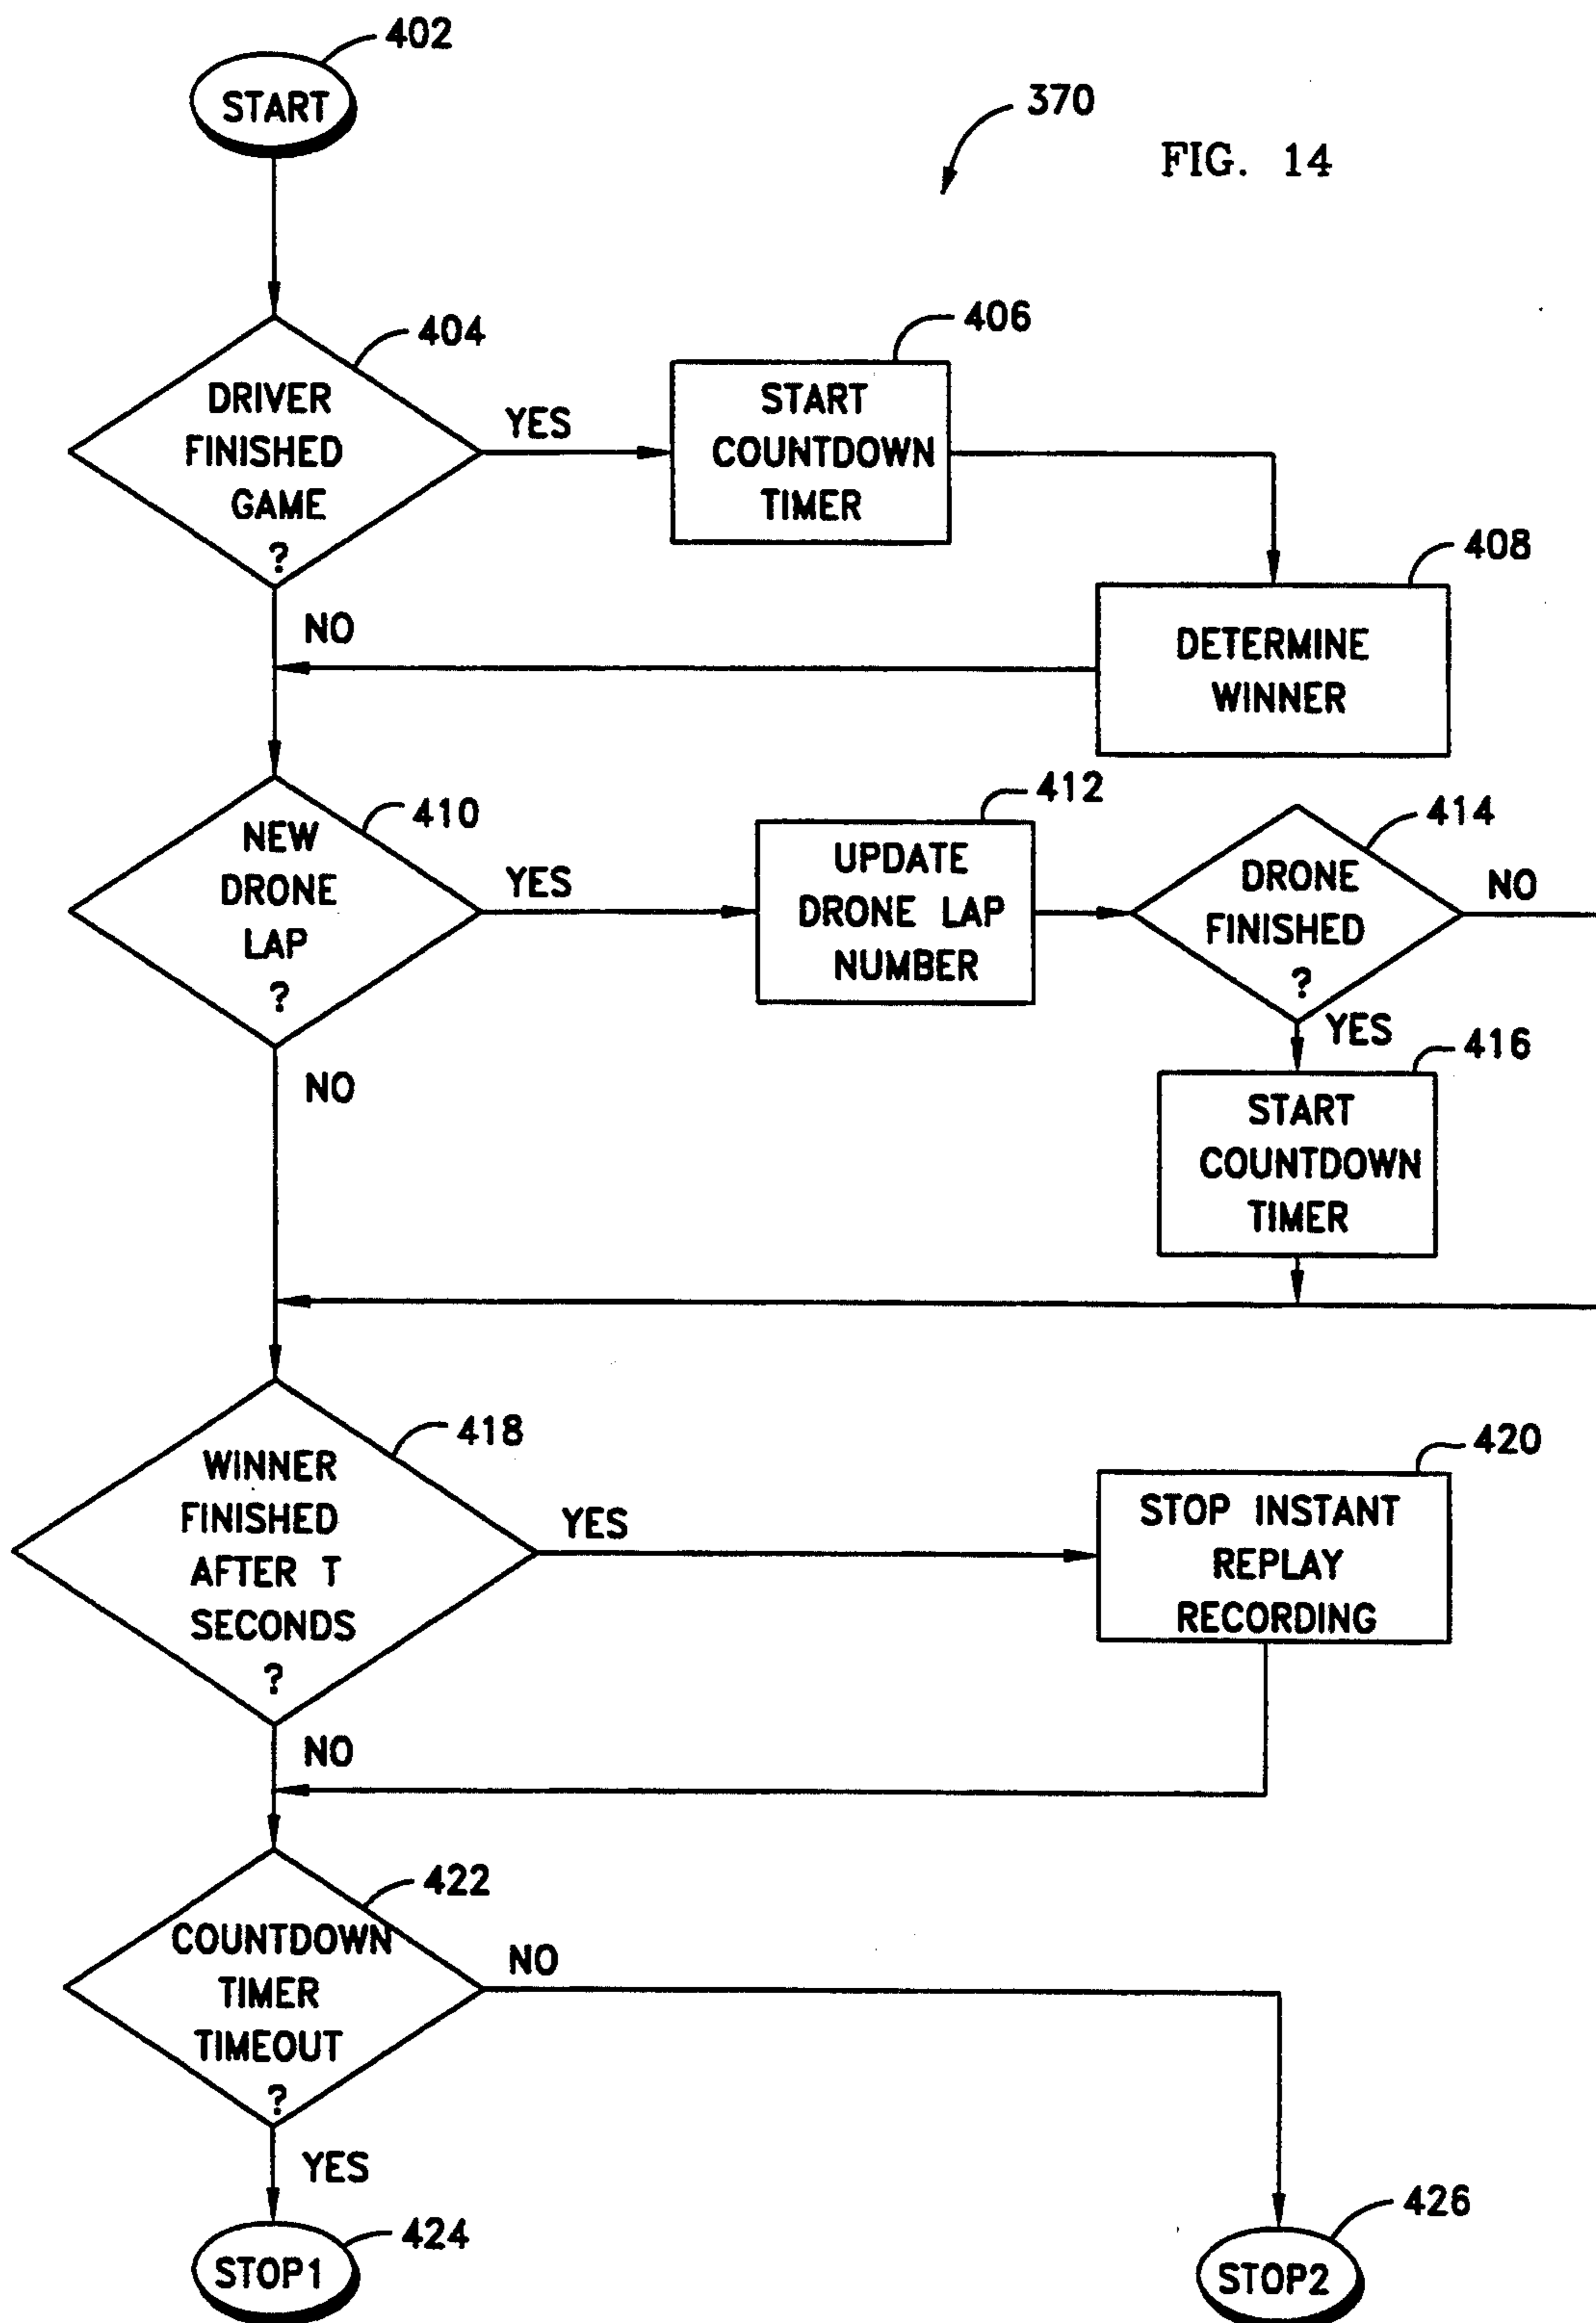 402
START
370
FIG. 14
404
DRIVER
FINISHED
GAME
?
YES
406
START
COUNTDOWN
TIMER
408
DETERMINE
WINNER
NO
410
NEW
DRONE
LAP
?
YES
412
UPDATE
DRONE LAP
NUMBER
414
DRONE
FINISHED
?
NO
YES
416
START
COUNTDOWN
TIMER
NO
418
WINNER
FINISHED
AFTER T
SECONDS
?
YES
420
STOP INSTANT
REPLAY
RECORDING
NO
422
COUNTDOWN
TIMER
TIMEOUT
?
NO
YES
424
STOP1
426
STOP2